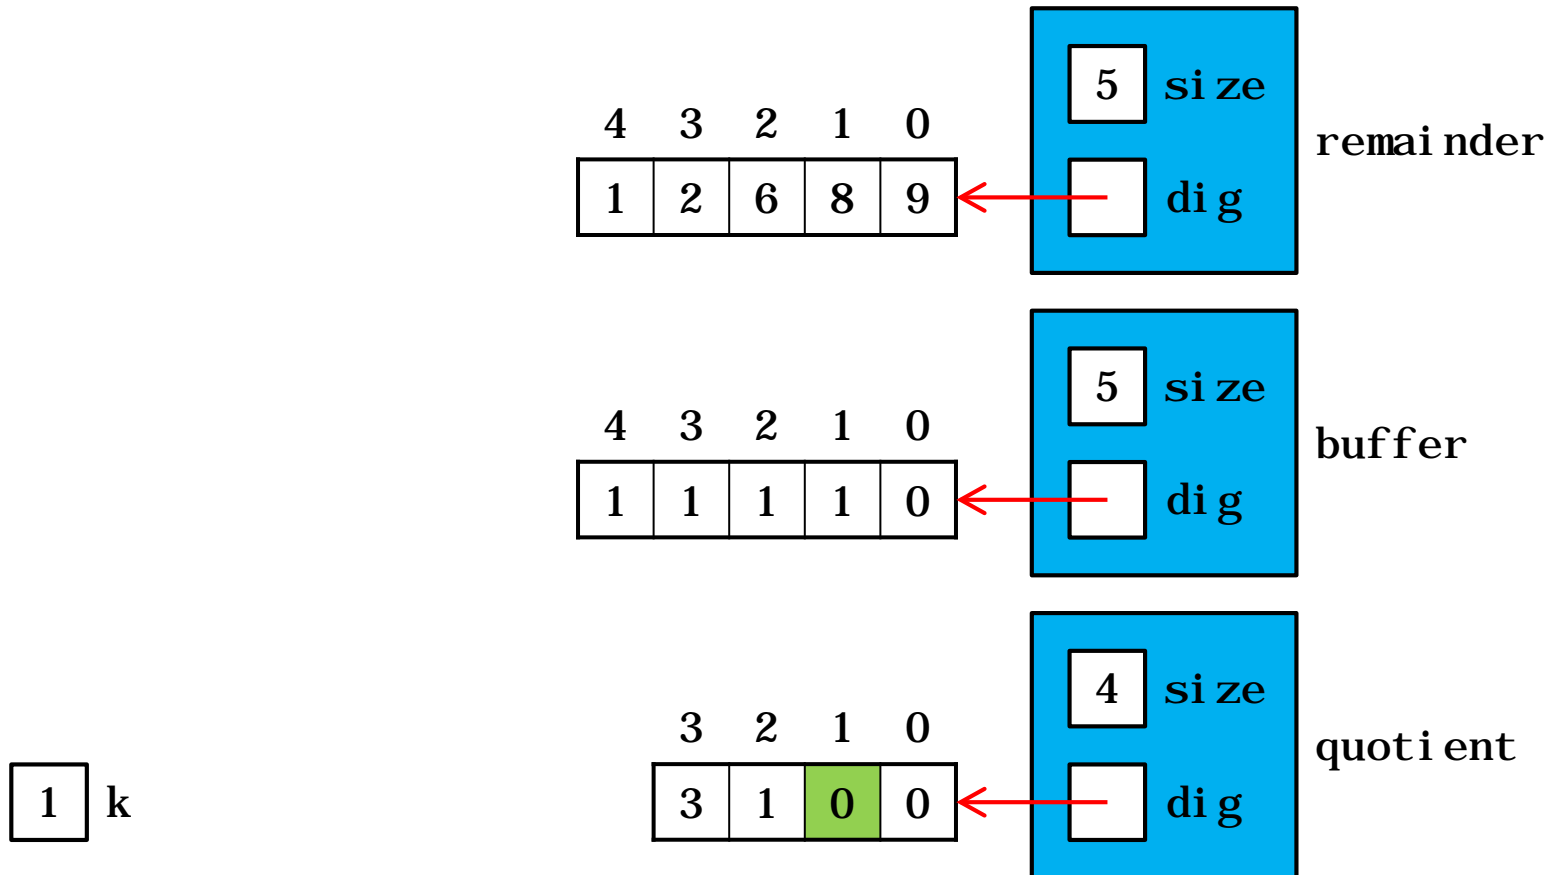 5 size
4 3 2 1 0
remainder
1 2 6 8 9 dig
5 size
4 3 2 1 0
buffer
1 1 1 1 0 dig
4 size
3 2 1 0
quotient
1 k 3 1 0 0 dig